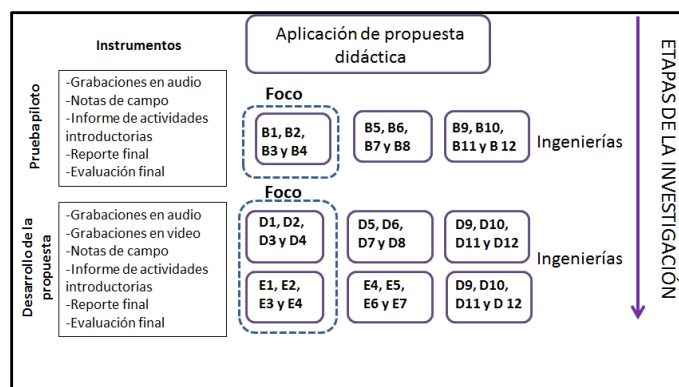 Instrumentos
Aplicación de propuesta
didáctica
Pruebapiloto
-Grabaciones en audio
-Notas de campo
-Informe de actividades
introductorias
-Reporte final
-Evaluación final
Foco
B1, B2,
B3 y B4
B5, B6,
B7 y B8
B9, B10,
B11 y B 12
Ingenierías
Desarrollo de la
propuesta
-Grabaciones en audio
-Grabaciones en video
-Notas de campo
-Informe de actividades
introductorias
-Reporte final
-Evaluación final
Foco
D1, D2,
D3 y D4
D5, D6,
D7 y D8
D9, D10,
D11 y D12
Ingenierías
E1, E2,
E3 y E4
E4, E5,
E6 y E7
D9, D10,
D11 y D 12
ETAPAS DE LA INVESTIGACIÓN